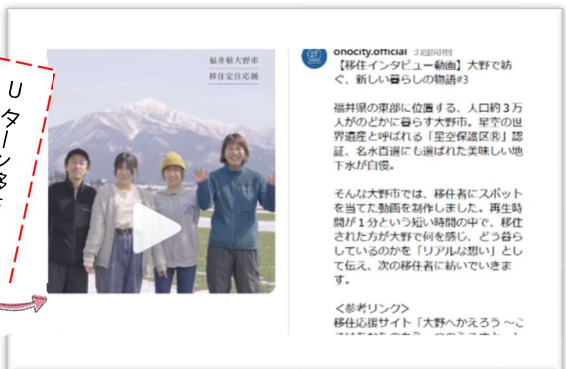 Uターン移
福井県大野市
移住定住応援
onocity.official 3週間前
【移住インタビュー動画】大野で紡
ぐ、新しい暮らしの物語#3
福井県の東部に位置する、人口約３万
人がのどかに暮らす大野市。星空の世
界遺産と呼ばれる「星空保護区®」認
証、名水百選にも選ばれた美味しい地
下水が自慢。
そんな大野市では、移住者にスポット
を当てた動画を制作しました。再生時
間が１分という短い時間の中で、移住
された方が大野で何を感じ、どう暮ら
しているのかを「リアルな想い」とし
て伝え、次の移住者に紡いでいきま
す。
＜参考リンク＞
移住応援サイト「大野へかえろう ～こ